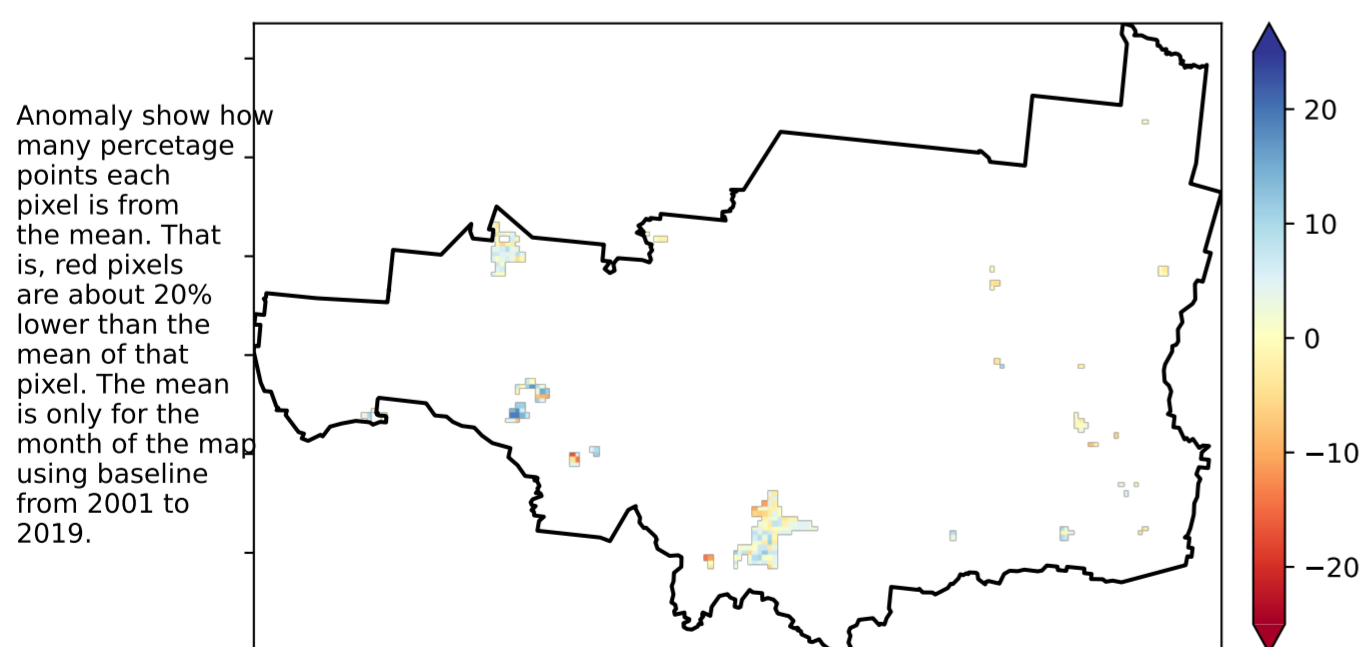 Anomaly show how
many percetage
points each
pixel is from
the mean. That
is, red pixels
are about 20%
lower than the
mean of that
pixel. The mean
is only for the
month of the map
using baseline
from 2001 to
2019.
20
10
0
−10
−20